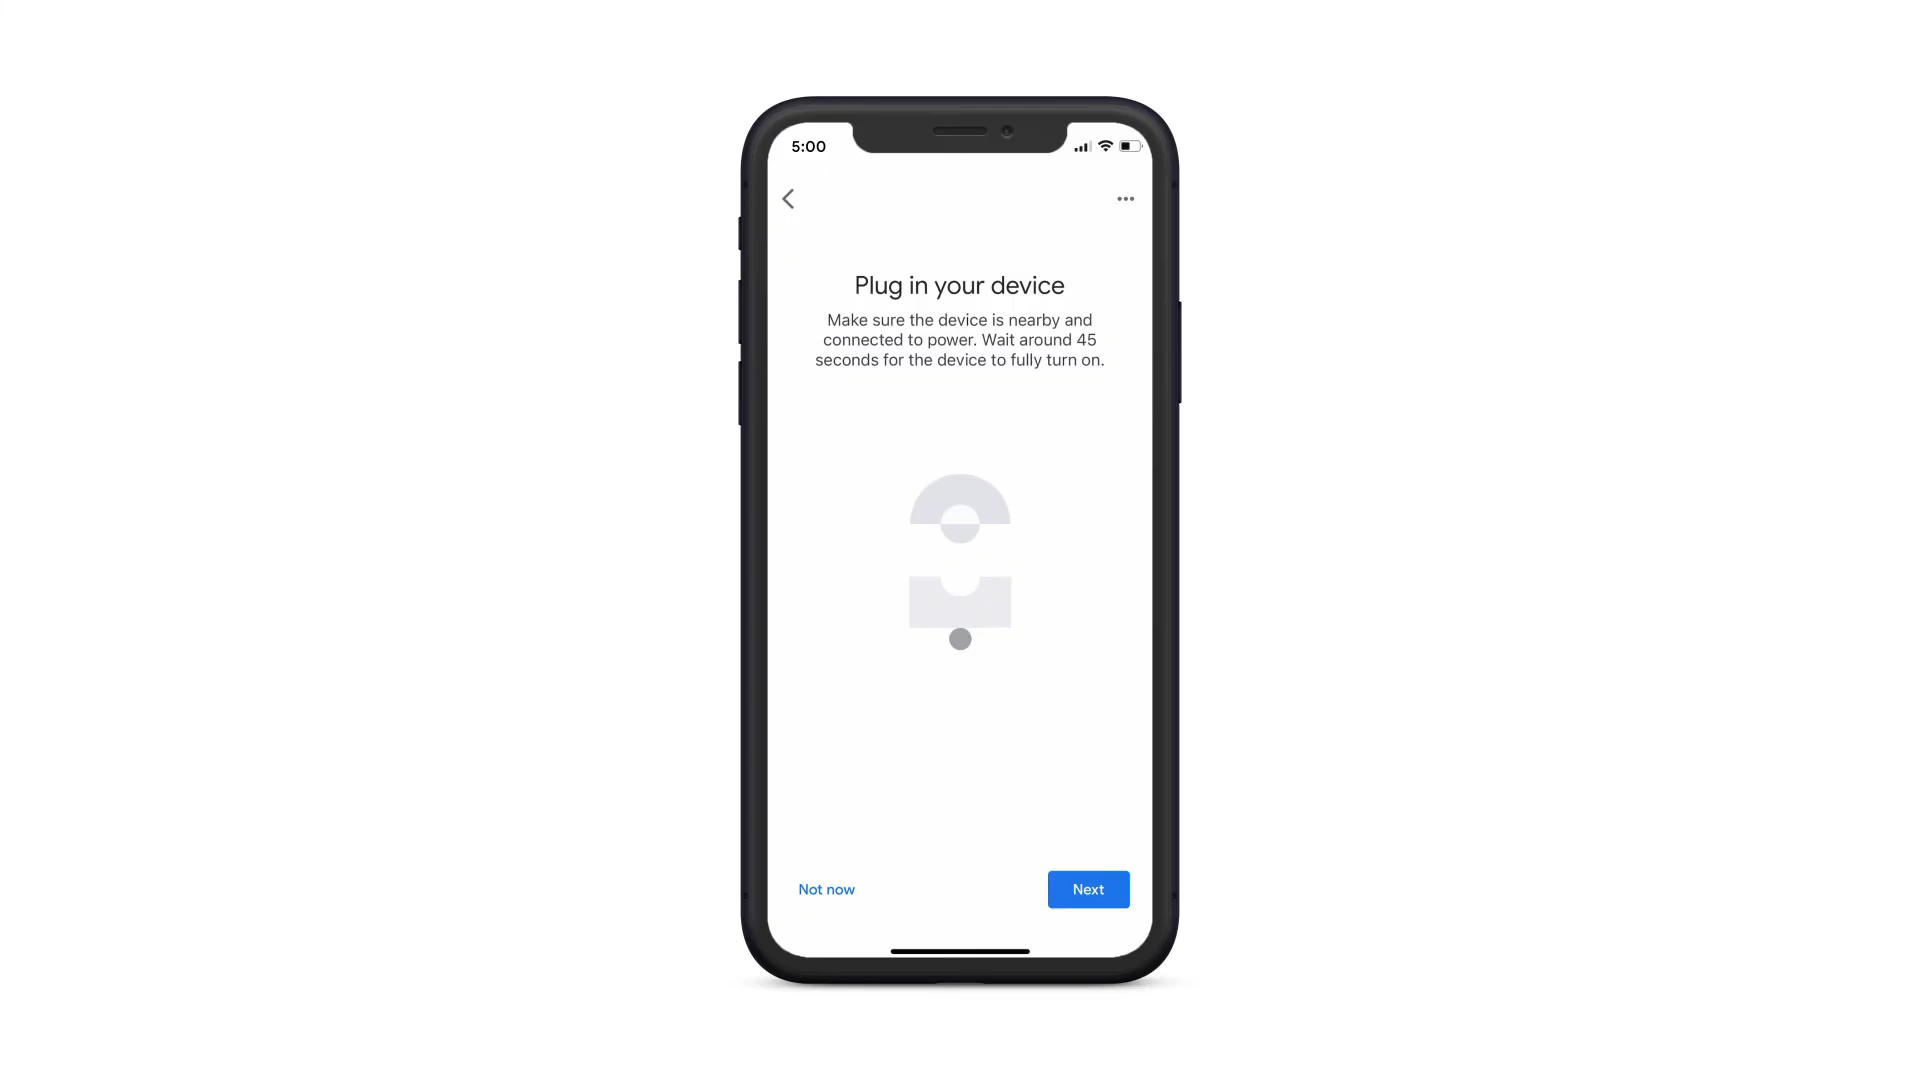 5:00
Plug in your device
Make sure the device is nearby and
connected to power. Wait around 45
seconds for the device to fully turn on.
Not now
Next